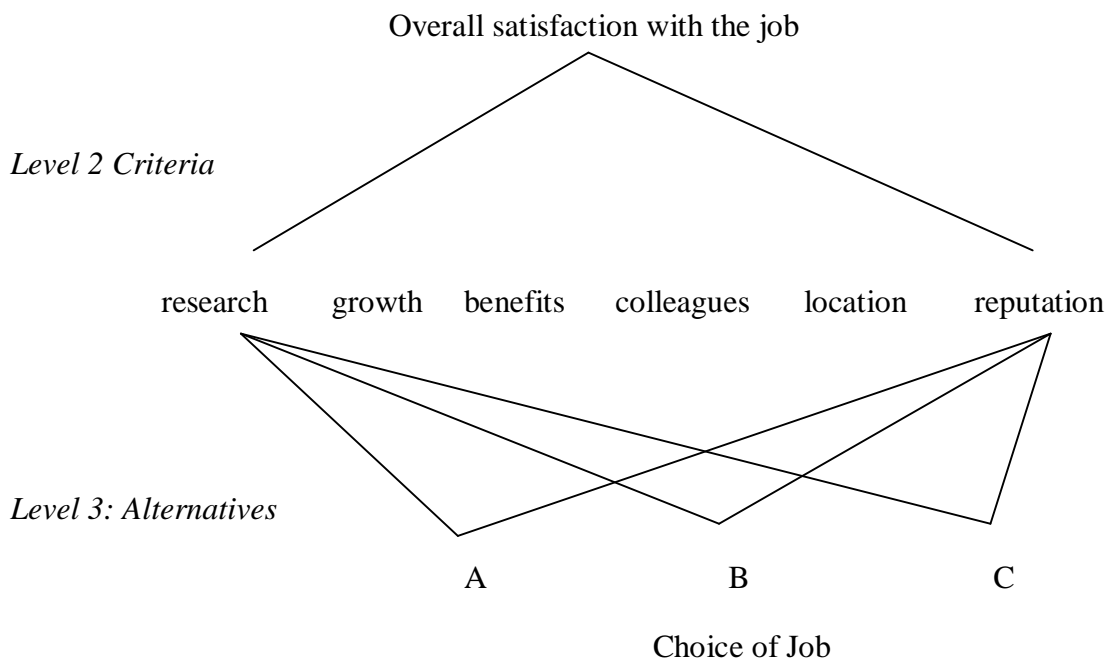 Overall satisfaction with the job
Level 2 Criteria
research growth benefits colleagues location reputation
Level 3: Alternatives
A B C
Choice of Job